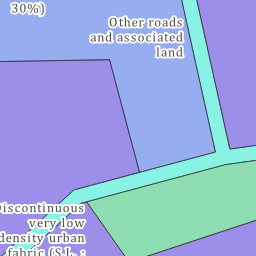 30%)
Other roads
and associated
land
Discontinuous
very low
density urban
fabric (S.L. :